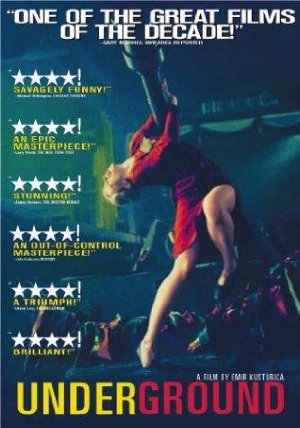 "ONE OF THE GREAT FILMS
OF THE DECADE!"
★★★★!
SAVAGELY FUNNY!"
★★★★!
AN EPIC
MASTERPIECE!"
★★★★!
STUNNING!"
★★★★!
AN OUT-OF-CONTROL
MASTERPIECE!"
★★★★!
A TRIUMPH!"
★★★★!
BRILLIANT!"
A FILM BY EMIR KUSTURICA
UNDERGROUND